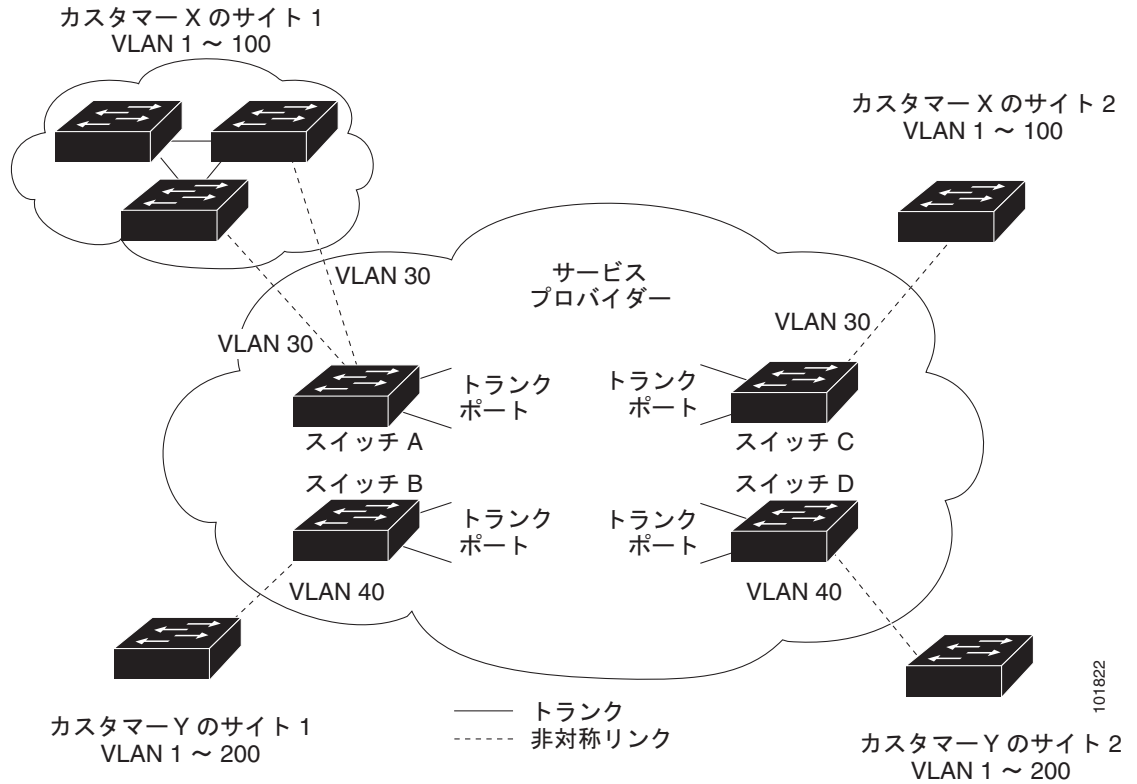 カスタマー X のサイト 1
VLAN 1 ～ 100
カスタマー X のサイト 2
VLAN 1 ～ 100
VLAN 30
サービス
プロバイダー
VLAN 30
VLAN 30
トランク
ポート
トランク
ポート
スイッチ A
スイッチ C
スイッチ B
スイッチ D
トランク
ポート
トランク
ポート
VLAN 40
VLAN 40
カスタマー Y のサイト 1
VLAN 1 ～ 200
トランク
非対称リンク
カスタマー Y のサイト 2
VLAN 1 ～ 200
101822